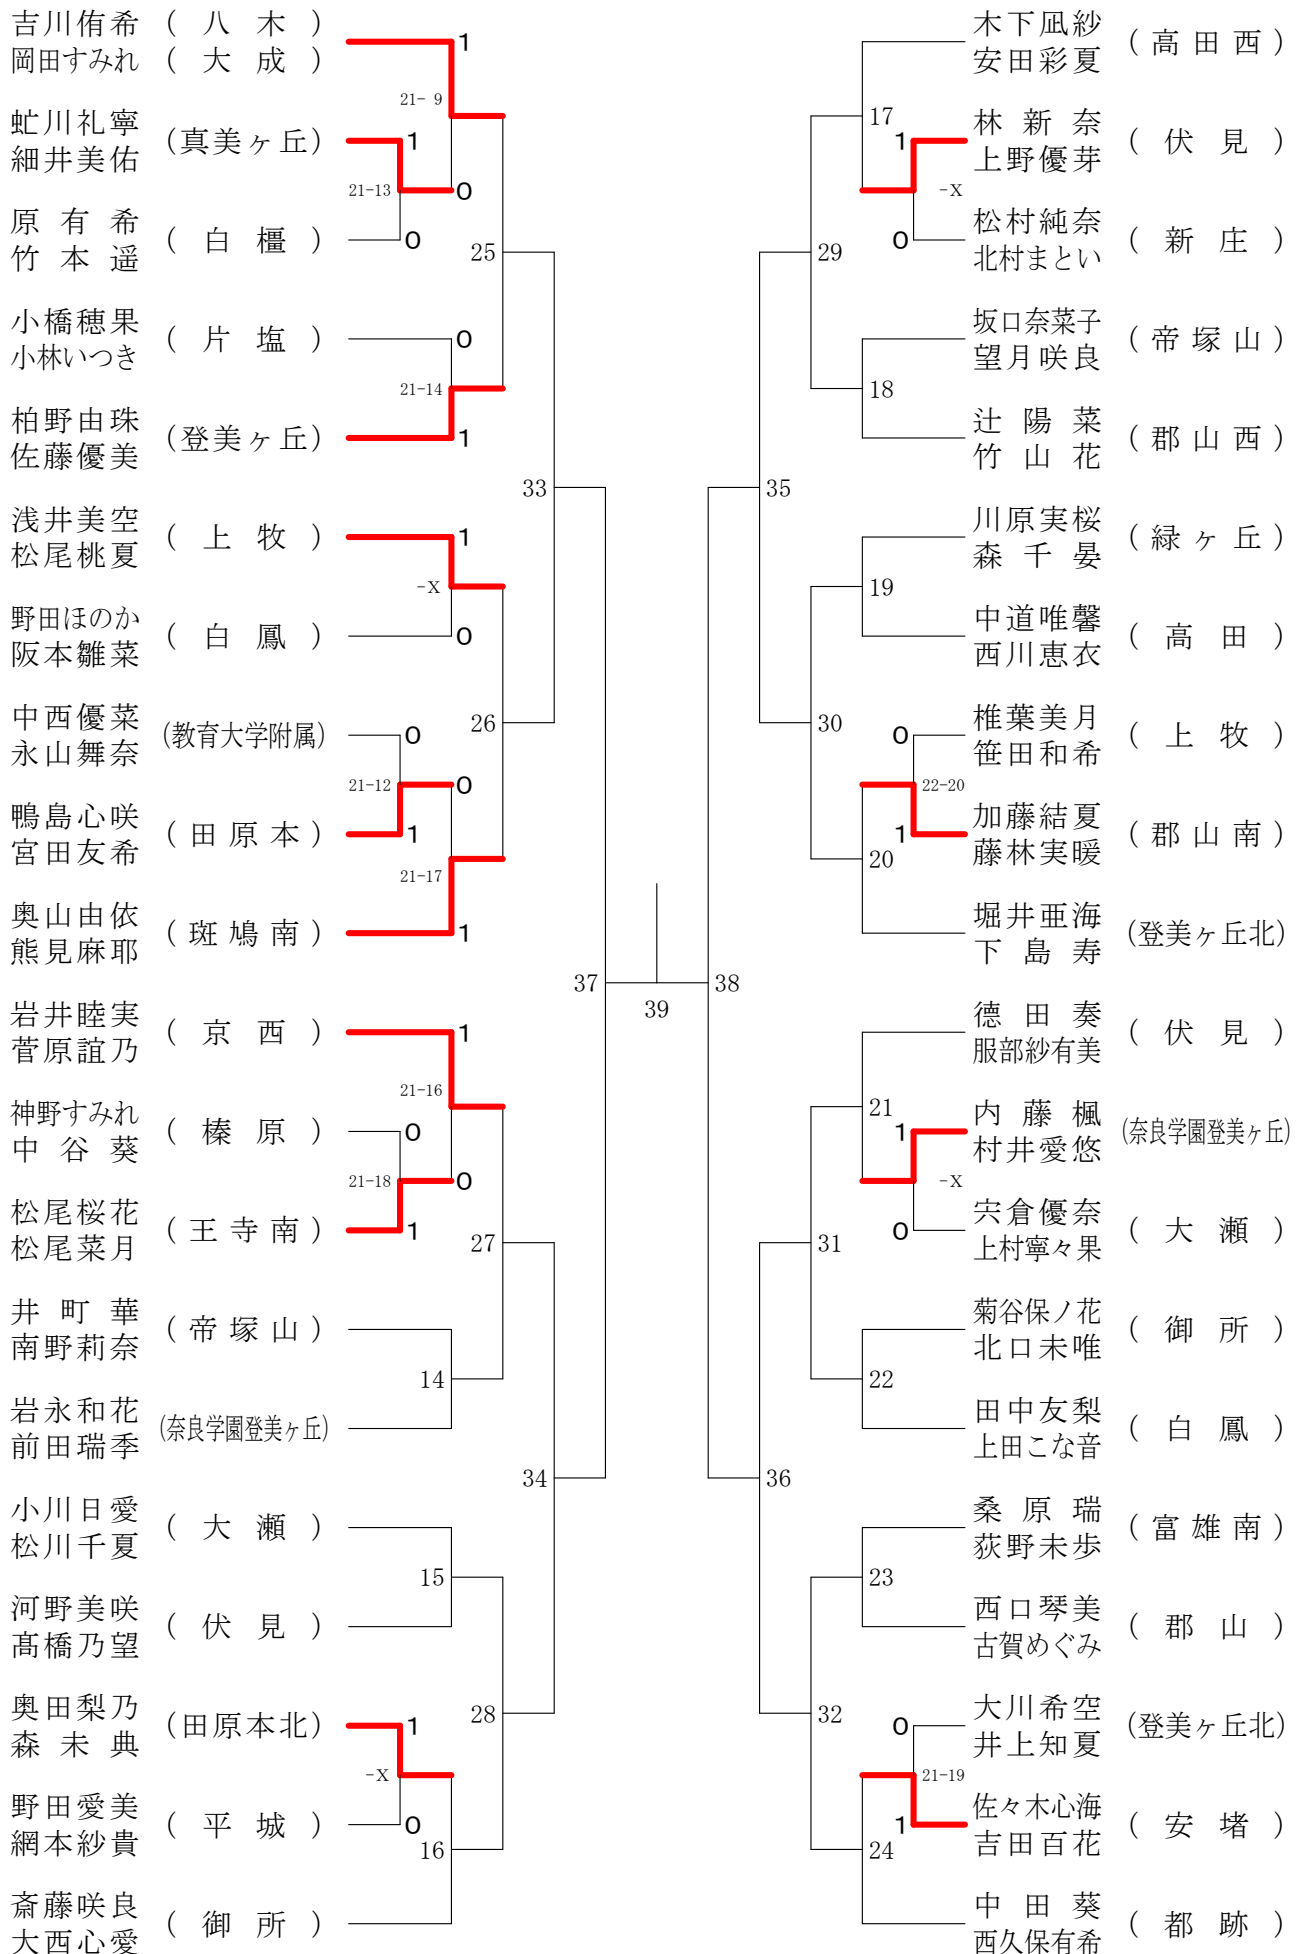 吉川侑希 ( 八 木 )
岡田すみれ ( 大 成 )
1
21- 9
虻川礼寧
細井美佑
(真美ヶ丘)
1
21-13
0
原 有 希
竹 本 遥
( 白 橿 )
0
25
小橋穂果
小林いつき
( 片 塩 )
0
21-14
柏野由珠
佐藤優美
(登美ヶ丘)
1
33
浅井美空
松尾桃夏
( 上 牧 )
1
-X
野田ほのか
阪本雛菜
( 白 鳳 )
0
26
中西優菜
永山舞奈
(教育大学附属)
0
21-12
0
鴨島心咲
宮田友希
( 田 原 本 )
1
21-17
奥山由依
熊見麻耶
( 斑 鳩 南 )
1
37
39
岩井睦実
菅原誼乃
( 京 西 )
1
21-16
神野すみれ
中 谷 葵
( 榛 原 )
0
21-18
0
松尾桜花
松尾菜月
( 王 寺 南 )
1
27
井 町 華
南野莉奈
( 帝 塚 山 )
14
岩永和花
前田瑞季
(奈良学園登美ヶ丘)
34
小川日愛
松川千夏
( 大 瀬 )
15
河野美咲
髙橋乃望
( 伏 見 )
28
奥田梨乃
森 未 典
(田原本北)
1
-X
野田愛美
網本紗貴
( 平 城 )
0
16
斎藤咲良
大西心愛
( 御 所 )
木下凪紗
安田彩夏
( 高 田 西 )
17
林 新 奈
上野優芽
( 伏 見 )
1
-X
松村純奈
北村まとい
( 新 庄 )
0
29
坂口奈菜子
望月咲良
( 帝 塚 山 )
18
辻 陽 菜
竹 山 花
( 郡 山 西 )
35
川原実桜
森 千 晏
( 緑 ヶ 丘 )
19
中道唯馨
西川恵衣
( 高 田 )
30
椎葉美月
笹田和希
( 上 牧 )
0
22-20
加藤結夏
藤林実暖
( 郡 山 南 )
1
20
堀井亜海
下 島 寿
(登美ヶ丘北)
38
德 田 奏
服部紗有美
( 伏 見 )
21
内 藤 楓
村井愛悠
(奈良学園登美ヶ丘)
1
-X
宍倉優奈
上村寧々果
( 大 瀬 )
0
31
菊谷保ノ花
北口未唯
( 御 所 )
22
田中友梨
上田こな音
( 白 鳳 )
36
桑 原 瑞
荻野未歩
( 富 雄 南 )
23
西口琴美
古賀めぐみ
( 郡 山 )
32
大川希空
井上知夏
(登美ヶ丘北)
0
21-19
佐々木心海
吉田百花
( 安 堵 )
1
24
中 田 葵
西久保有希
( 都 跡 )